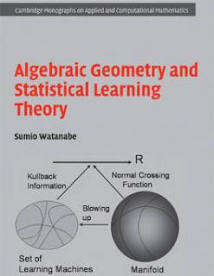 Cambridge Monographs on Applied and Computational Mathematics
Algebraic Geometry and
Statistical Learning
Theory
Sumio Watanabe
R
Kullback
Information
Normal Crossing
Function
Blowing
up
Set of
Learning Machines
Manifold